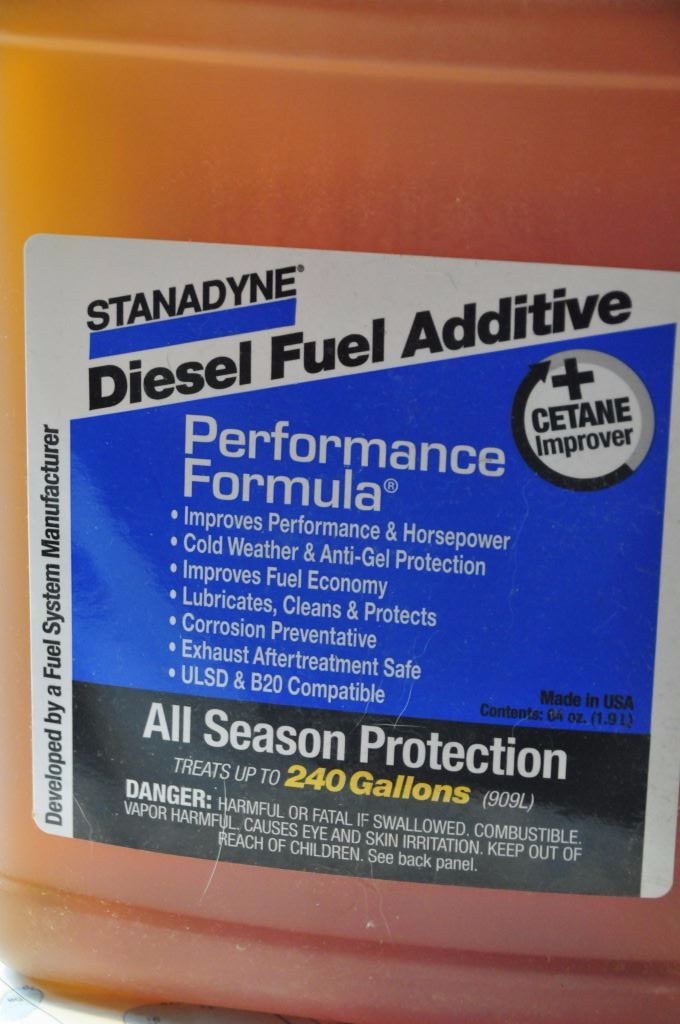 STANADYNE®
Diesel Fuel Additive
+
CETANE
Improver
Performance
Formula®
• Improves Performance & Horsepower
• Cold Weather & Anti-Gel Protection
• Improves Fuel Economy
• Lubricates, Cleans & Protects
• Corrosion Preventative
• Exhaust Aftertreatment Safe
• ULSD & B20 Compatible
Made in USA
Contents: 64 oz. (1.9 L)
All Season Protection
TREATS UP TO 240 Gallons (909L)
DANGER: HARMFUL OR FATAL IF SWALLOWED. COMBUSTIBLE.
VAPOR HARMFUL. CAUSES EYE AND SKIN IRRITATION. KEEP OUT OF
REACH OF CHILDREN. See back panel.
Developed by a Fuel System Manufacturer